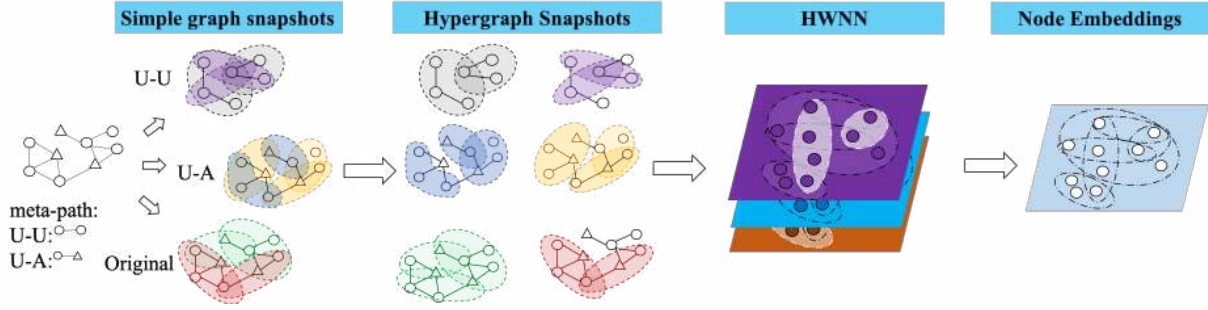 Simple graph snapshots
Hypergraph Snapshots
HWNN
Node Embeddings
U-U
U-A
meta-path:
U-U:
U-A:
Original